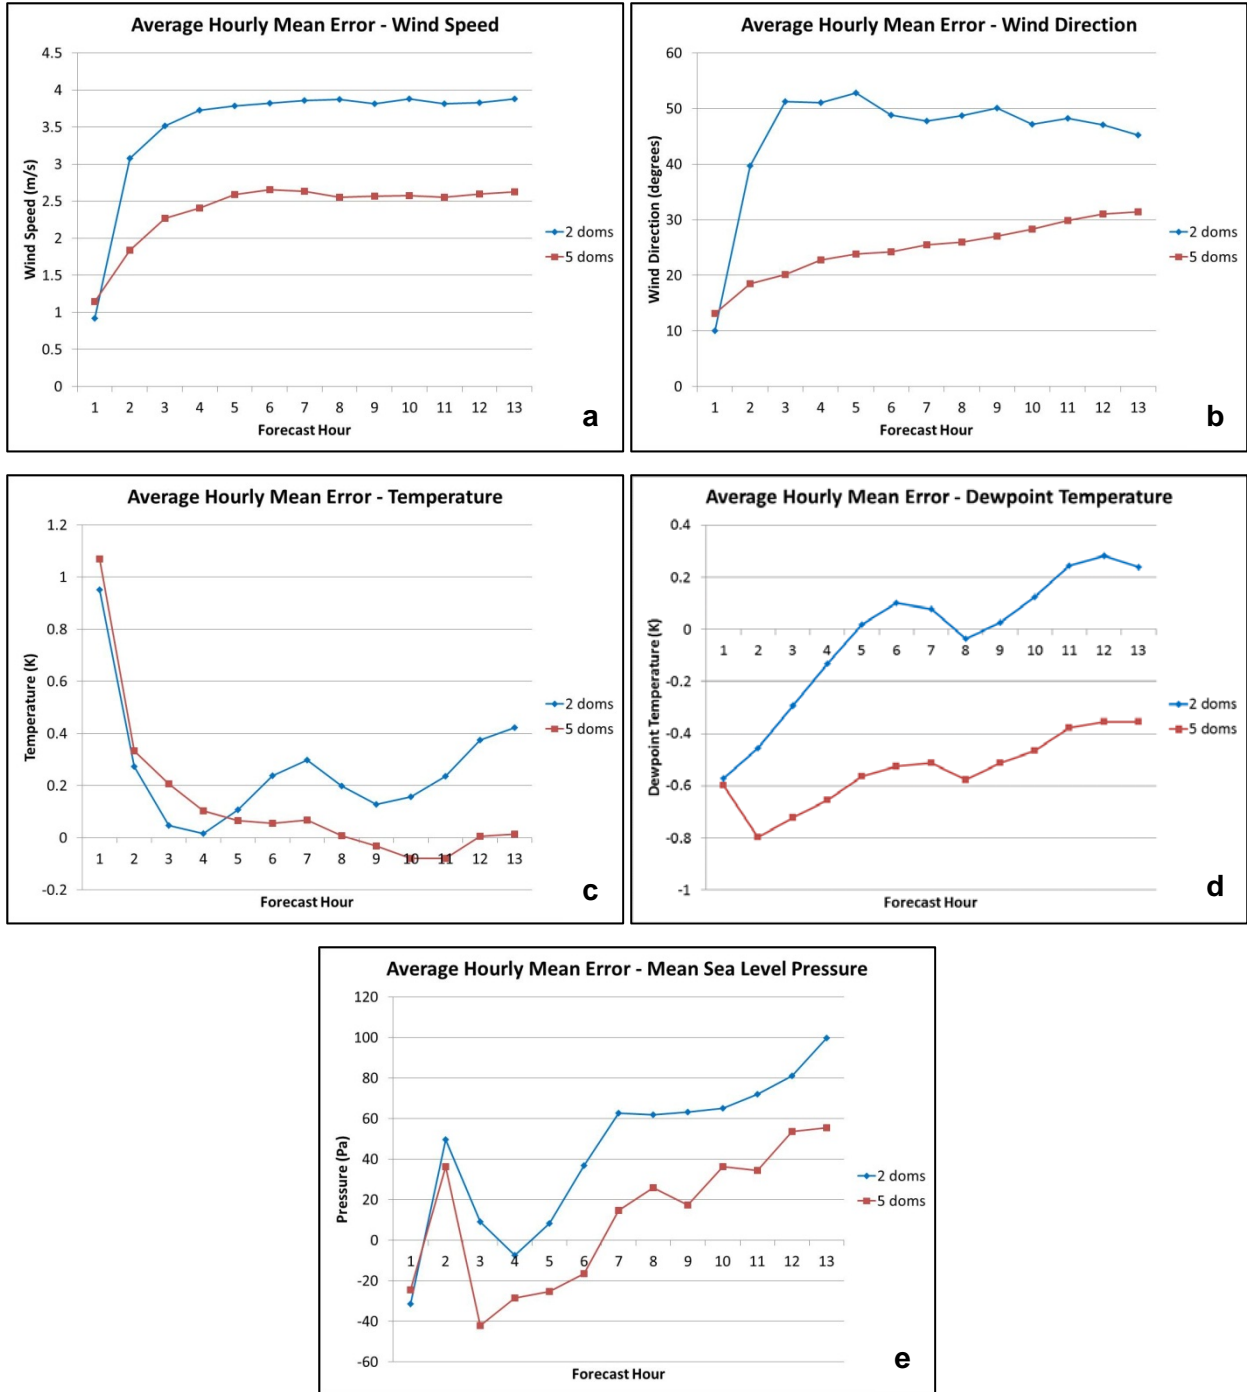 Average Hourly Mean Error - Wind Speed
4.5
4
3.5
3
2.5
2
1.5
1
0.5
0
Wind Speed (m/s)
1 2 3 4 5 6 7 8 9 10 11 12 13
Forecast Hour
2 doms
5 doms
a
Average Hourly Mean Error - Wind Direction
60
50
40
30
20
10
0
Wind Direction (degrees)
1 2 3 4 5 6 7 8 9 10 11 12 13
Forecast Hour
2 doms
5 doms
b
Average Hourly Mean Error - Temperature
1.2
1
0.8
0.6
0.4
0.2
0
-0.2
Temperature (K)
1 2 3 4 5 6 7 8 9 10 11 12 13
Forecast Hour
2 doms
5 doms
c
Average Hourly Mean Error - Dewpoint Temperature
0.4
0.2
0
-0.2
-0.4
-0.6
-0.8
-1
Dewpoint Temperature (K)
1 2 3 4 5 6 7 8 9 10 11 12 13
Forecast Hour
2 doms
5 doms
d
Average Hourly Mean Error - Mean Sea Level Pressure
120
100
80
60
40
20
0
-20
-40
-60
Pressure (Pa)
1 2 3 4 5 6 7 8 9 10 11 12 13
Forecast Hour
2 doms
5 doms
e